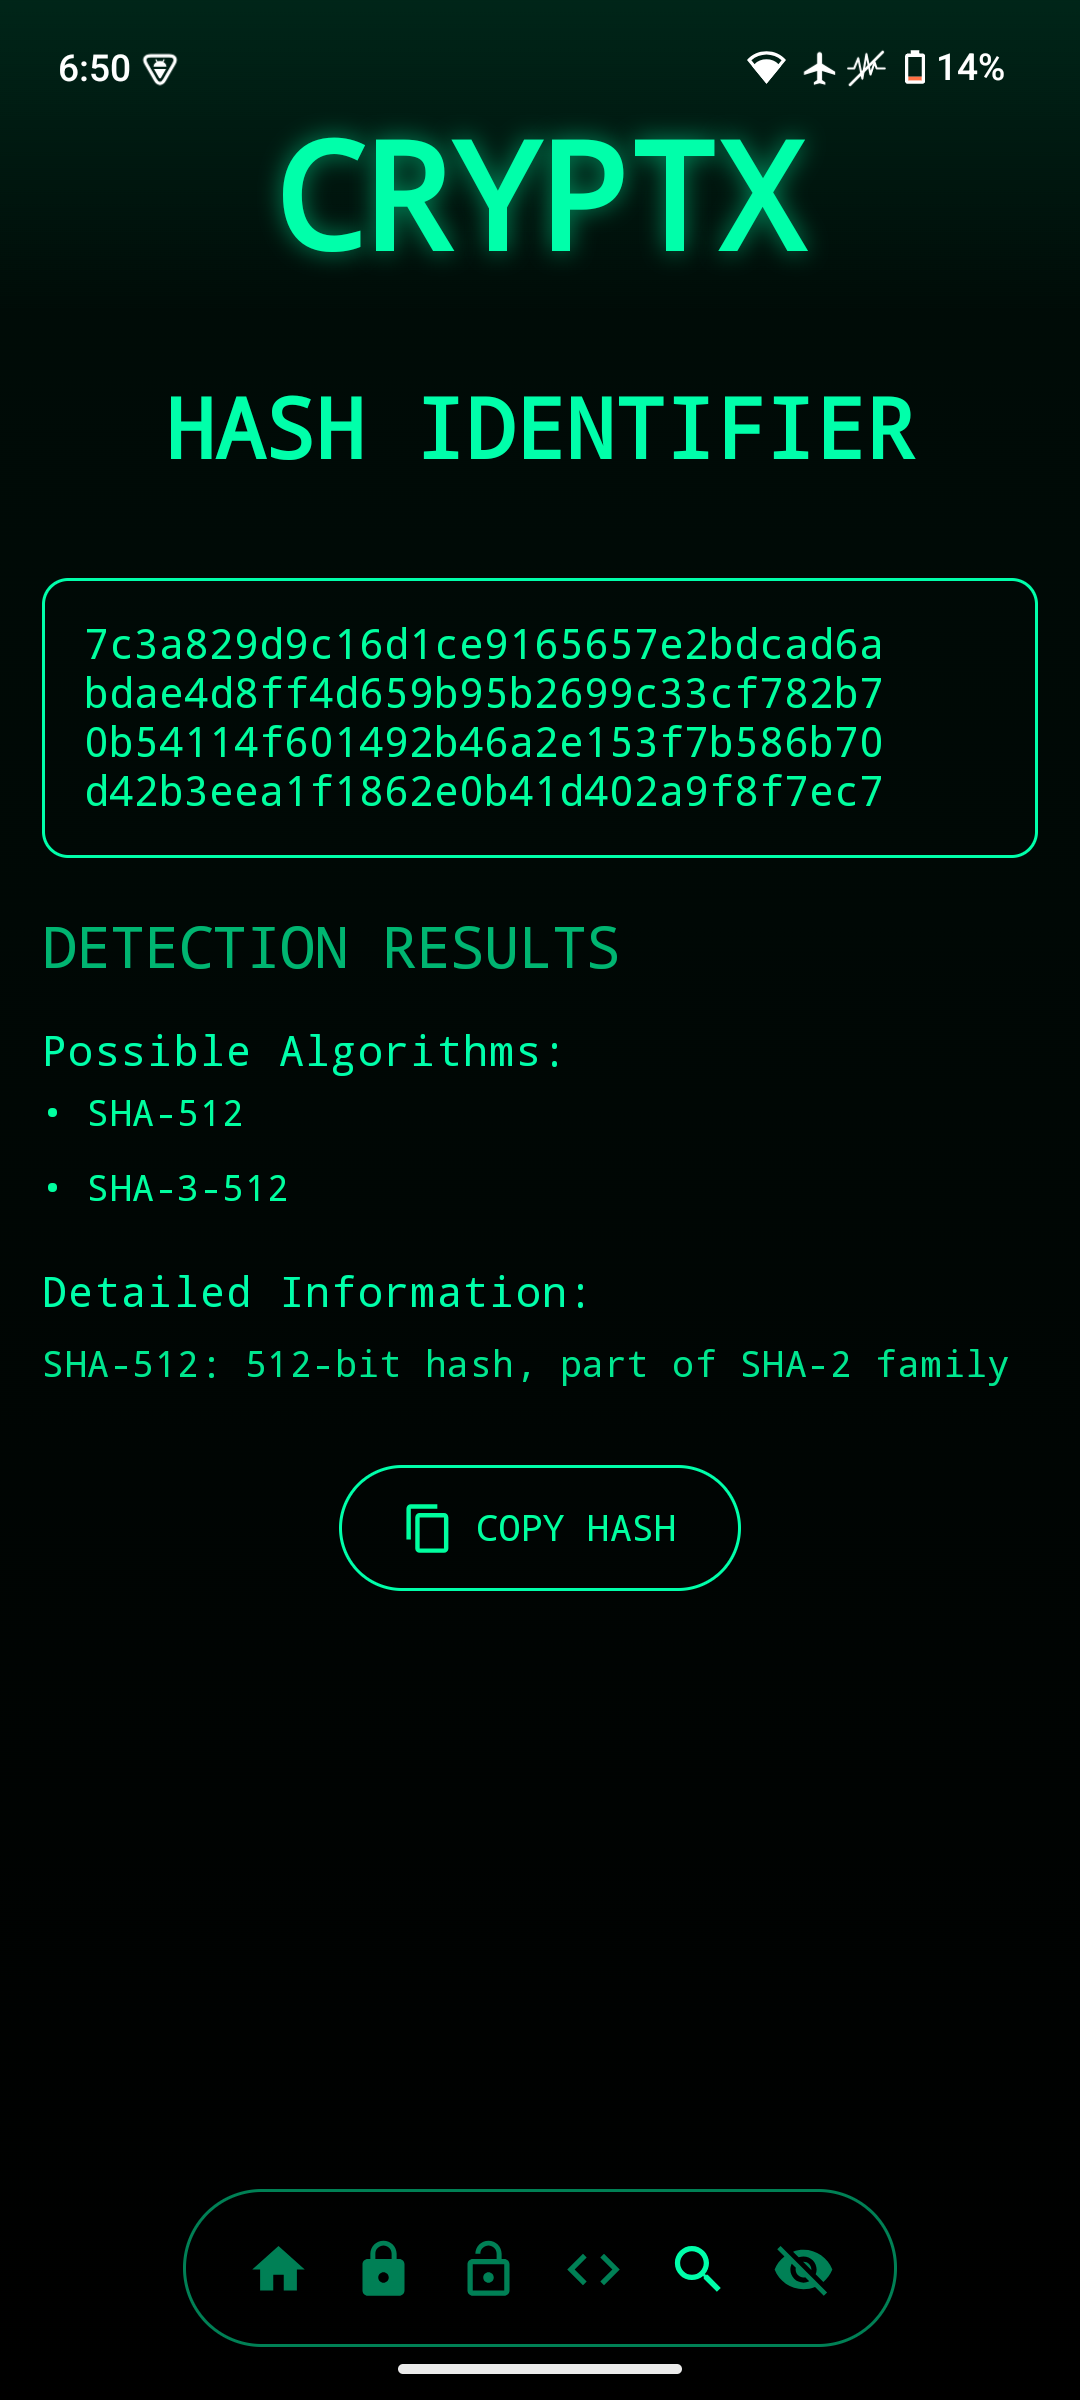 6:50
14%
CRYPTX
HASH IDENTIFIER
7c3a829d9c16d1ce9165657e2bdcad6a
bdae4d8ff4d659b95b2699c33cf782b7
0b54114f601492b46a2e153f7b586b70
d42b3eea1f1862e0b41d402a9f8f7ec7
DETECTION RESULTS
Possible Algorithms:
• SHA-512
• SHA-3-512
Detailed Information:
SHA-512: 512-bit hash, part of SHA-2 family
COPY HASH